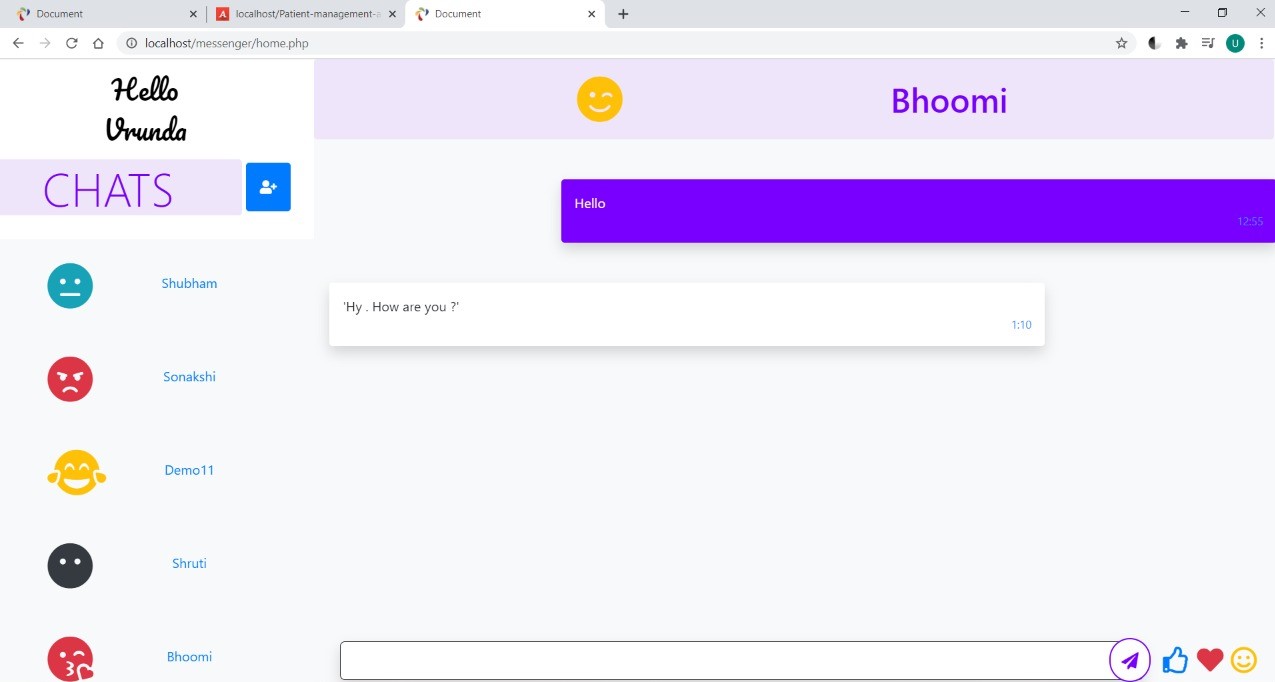 Document
localhost/Patient-management-a
Document
localhost/messenger/home.php
U
Hello
Vrunda
CHATS
Bhoomi
Hello
12:55
'Hy . How are you ?'
1:10
Shubham
Sonakshi
Demo11
Shruti
Bhoomi